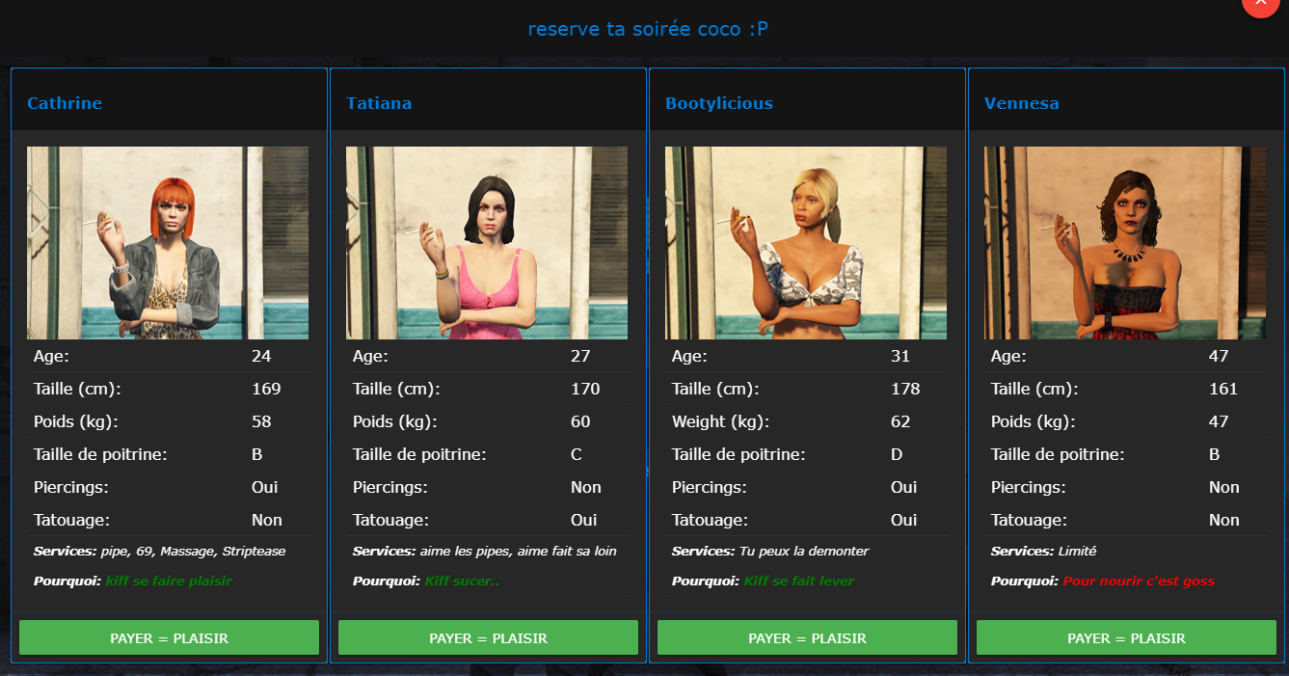 reserve ta soirée coco :P
Cathrine
Age: 24
Taille (cm): 169
Poids (kg): 58
Taille de poitrine: B
Piercings: Oui
Tatouage: Non
Services: pipe, 69, Massage, Striptease
Pourquoi: kiff se faire plaisir
PAYER = PLAISIR
Tatiana
Age: 27
Taille (cm): 170
Poids (kg): 60
Taille de poitrine: C
Piercings: Non
Tatouage: Oui
Services: aime les pipes, aime fait sa loin
Pourquoi: Kiff sucer..
PAYER = PLAISIR
Bootylicious
Age: 31
Taille (cm): 178
Weight (kg): 62
Taille de poitrine: D
Piercings: Oui
Tatouage: Oui
Services: Tu peux la demonter
Pourquoi: Kiff se fait lever
PAYER = PLAISIR
Vennesa
Age: 47
Taille (cm): 161
Poids (kg): 47
Taille de poitrine: B
Piercings: Non
Tatouage: Non
Services: Limité
Pourquoi: Pour nourir c'est goss
PAYER = PLAISIR